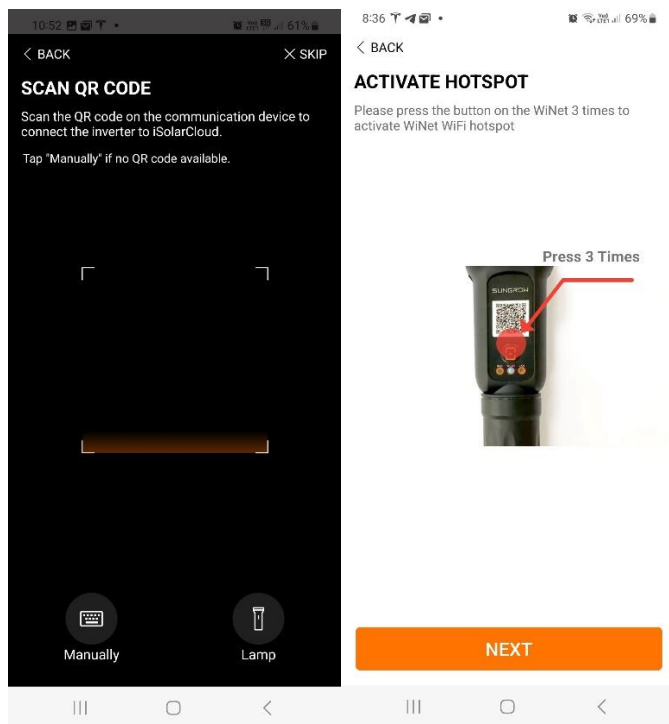 10:52
61%
< BACK
× SKIP
SCAN QR CODE
Scan the QR code on the communication device to
connect the inverter to iSolarCloud.
Tap "Manually" if no QR code available.
Manually
Lamp
8:36
69%
< BACK
ACTIVATE HOTSPOT
Please press the button on the WiNet 3 times to
activate WiNet WiFi hotspot
Press 3 Times
SUNGROW
NEXT